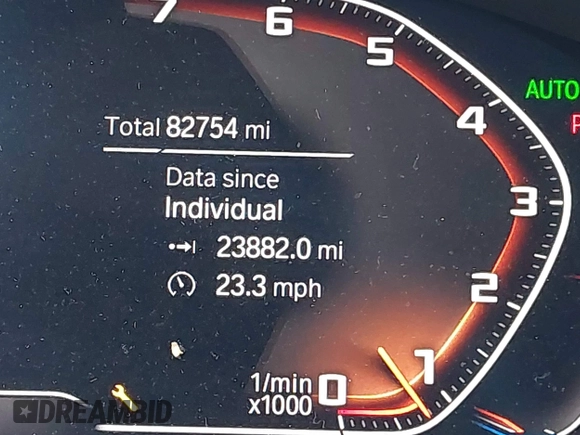 7
6
5
AUTO
4
P
Total 82754 mi
Data since
Individual
3
23882.0 mi
23.3 mph
2
1
1/min
x1000
0
DREAMBID